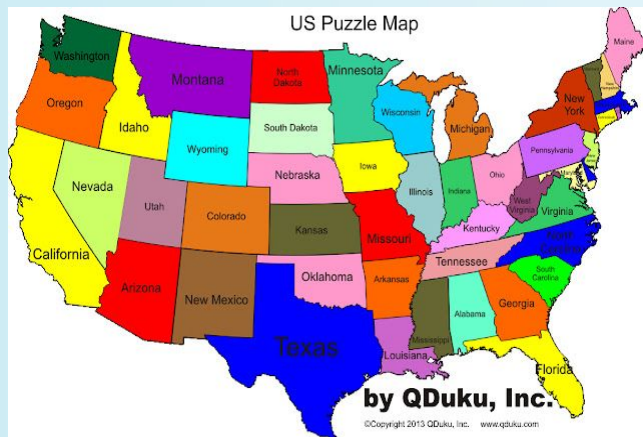 US Puzzle Map
Washington
Oregon
Idaho
Montana
North
Dakota
Minnesota
South Dakota
Wyoming
Wisconsin
Michigan
New
York
Maine
Nevada
Utah
Colorado
Nebraska
Iowa
Illinois
Indiana
Ohio
Pennsylvania
West
Virginia
Virginia
California
Arizona
New Mexico
Kansas
Missouri
Kentucky
Oklahoma
Arkansas
Tennessee
North
Carolina
South
Carolina
Texas
Louisiana
Mississippi
Alabama
Georgia
Florida
by QDuku, Inc.
©Copyright 2013 QDuku, Inc. www.qduku.com